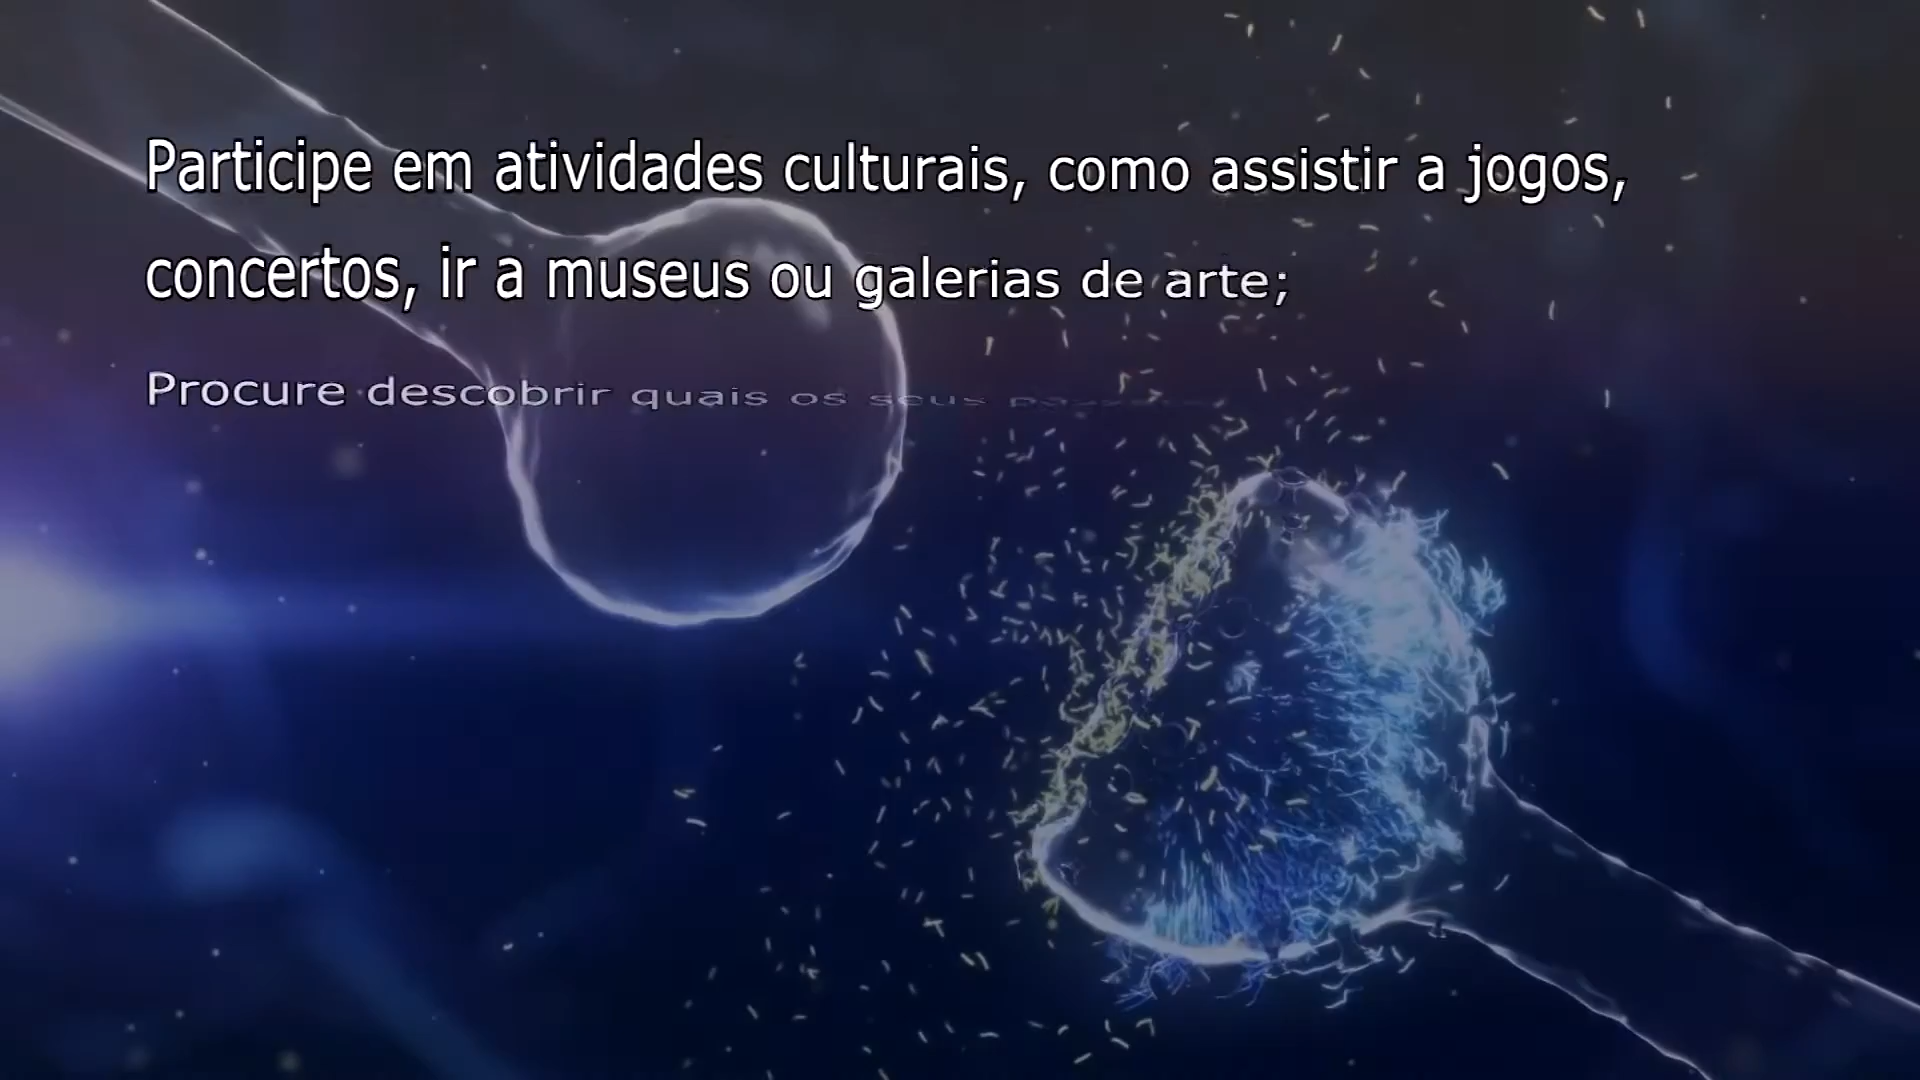 Participe em atividades culturais, como assistir a jogos,
concertos, ir a museus ou galerias de arte;
Procure descobrir quais os seus